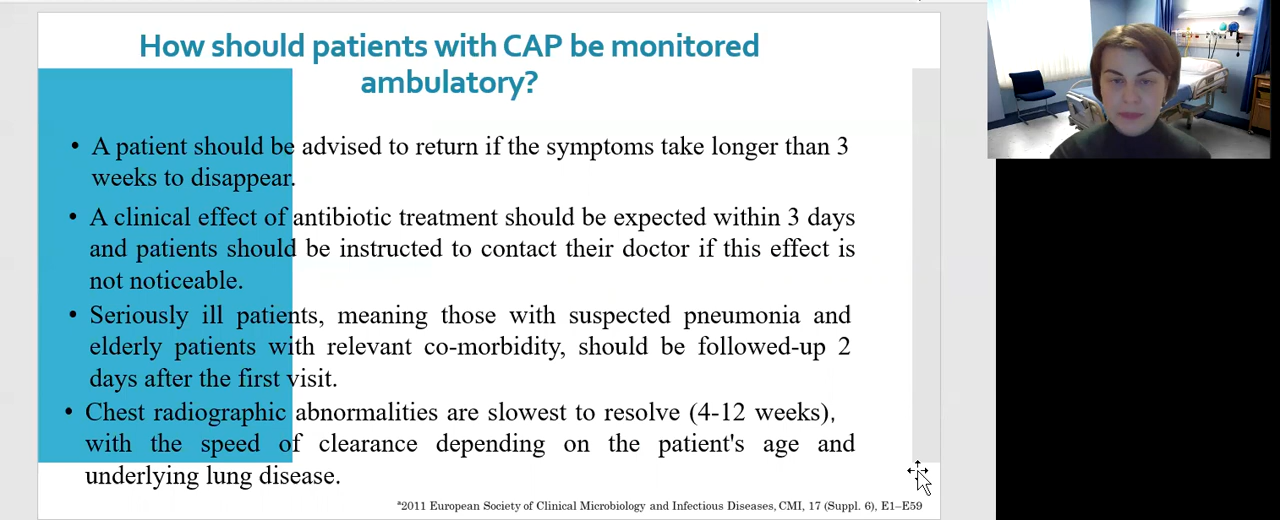 How should patients with CAP be monitored
ambulatory?
• A patient should be advised to return if the symptoms take longer than 3
weeks to disappear.
• A clinical effect of antibiotic treatment should be expected within 3 days
and patients should be instructed to contact their doctor if this effect is
not noticeable.
• Seriously ill patients, meaning those with suspected pneumonia and
elderly patients with relevant co-morbidity, should be followed-up 2
days after the first visit.
• Chest radiographic abnormalities are slowest to resolve (4-12 weeks),
with the speed of clearance depending on the patient's age and
underlying lung disease.
*2011 European Society of Clinical Microbiology and Infectious Diseases, CMI, 17 (Suppl. 6), E1–E59